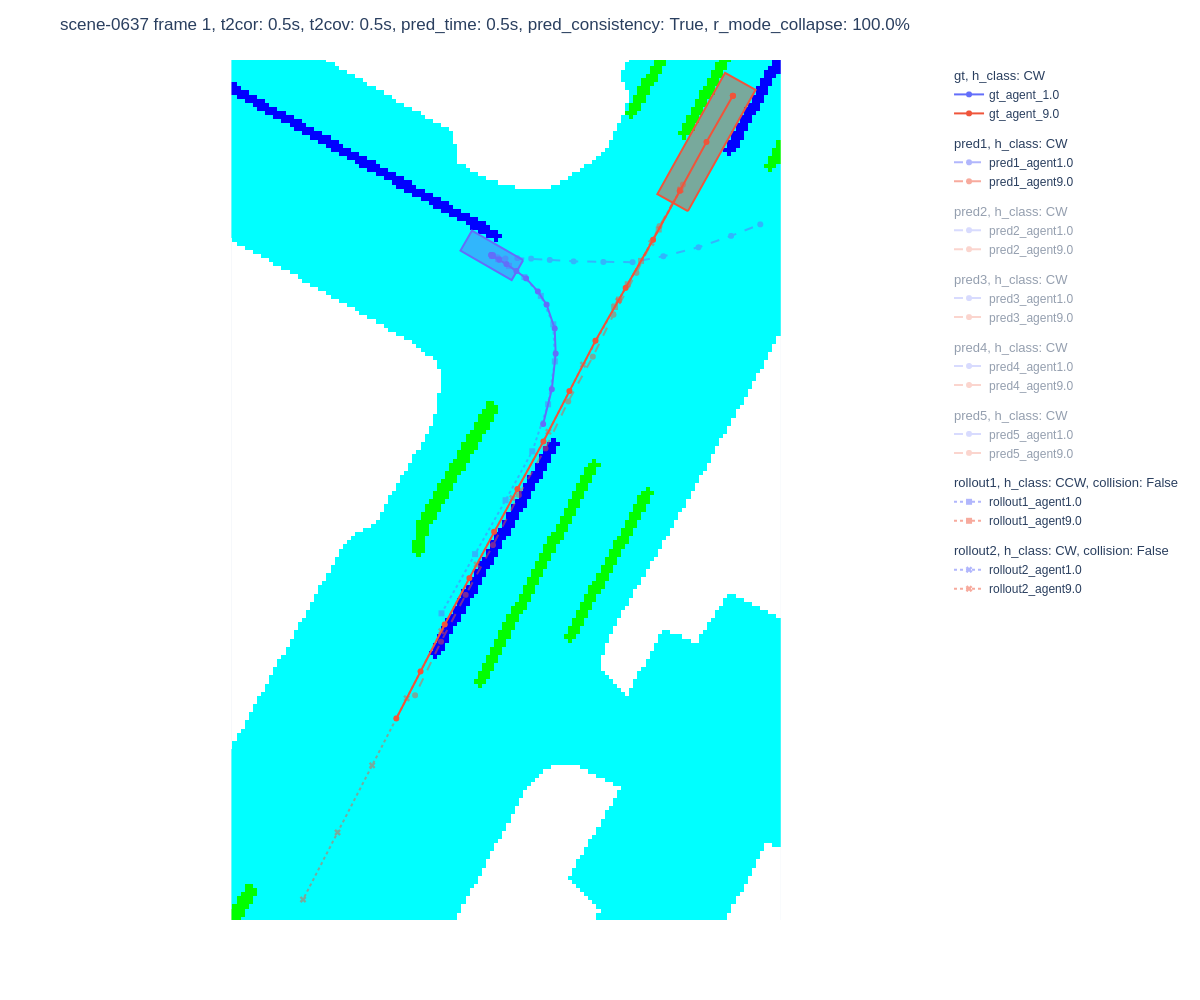 scene-0637 frame 1, t2cor: 0.5s, t2cov: 0.5s, pred_time: 0.5s, pred_consistency: True, r_mode_collapse: 100.0%
gt, h_class: CW
gt_agent_1.0
gt_agent_9.0
pred1, h_class: CW
pred1_agent1.0
pred1_agent9.0
pred2, h_class: CW
pred2_agent1.0
pred2_agent9.0
pred3, h_class: CW
pred3_agent1.0
pred3_agent9.0
pred4, h_class: CW
pred4_agent1.0
pred4_agent9.0
pred5, h_class: CW
pred5_agent1.0
pred5_agent9.0
rollout1, h_class: CCW, collision: False
rollout1_agent1.0
rollout1_agent9.0
rollout2, h_class: CW, collision: False
rollout2_agent1.0
rollout2_agent9.0